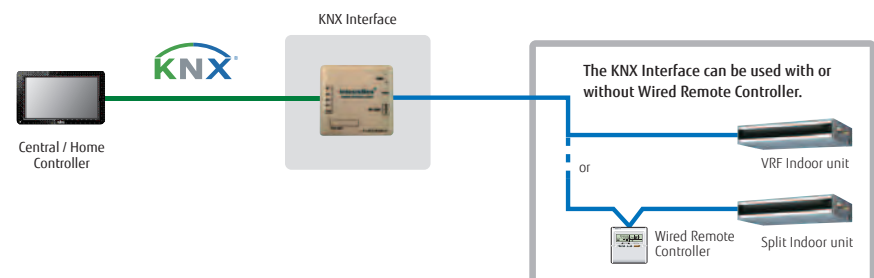 KNX Interface
KNX
The KNX Interface can be used with or
without Wired Remote Controller.
Central / Home
Controller
VRF Indoor unit
or
Wired Remote
Controller
Split Indoor unit